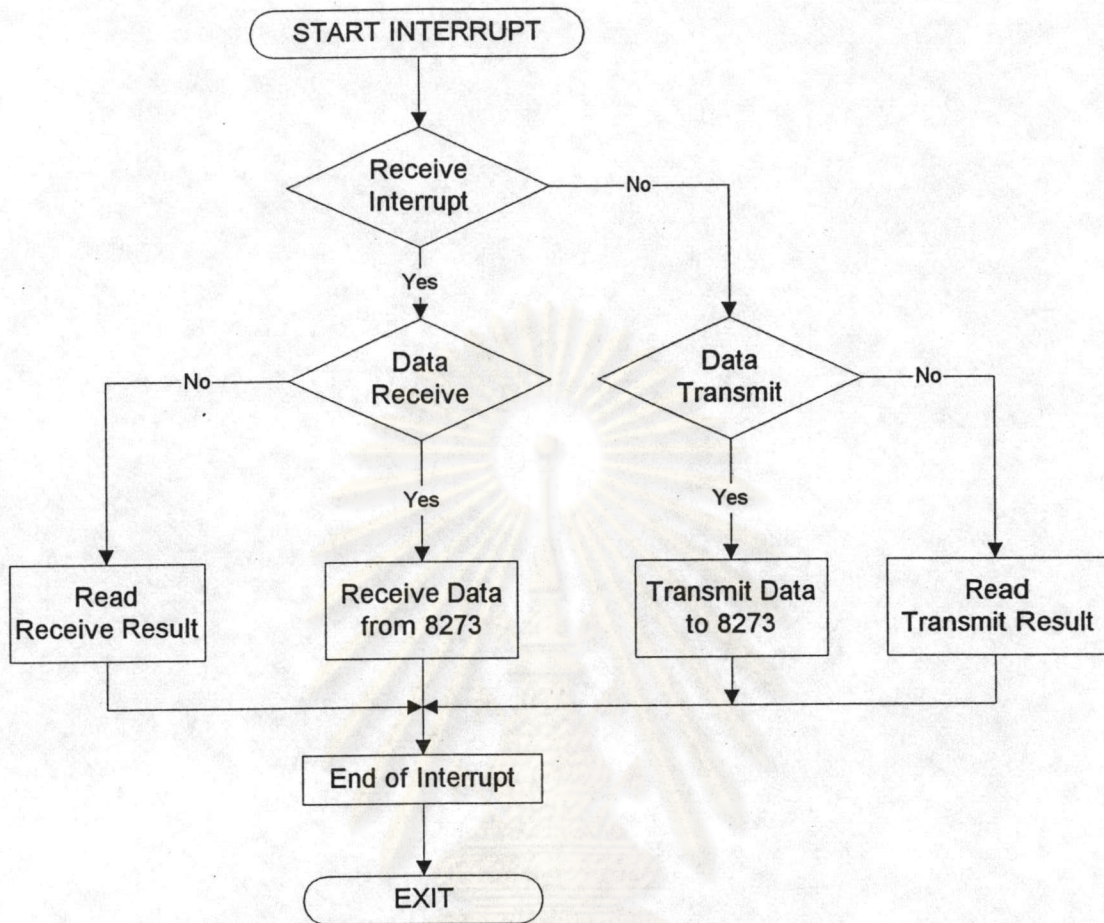 START INTERRUPT
Receive
Interrupt
No
Yes
Data
Receive
Data
Transmit
No
No
Yes
Yes
Read
Receive Result
Receive Data
from 8273
Transmit Data
to 8273
Read
Transmit Result
End of Interrupt
EXIT